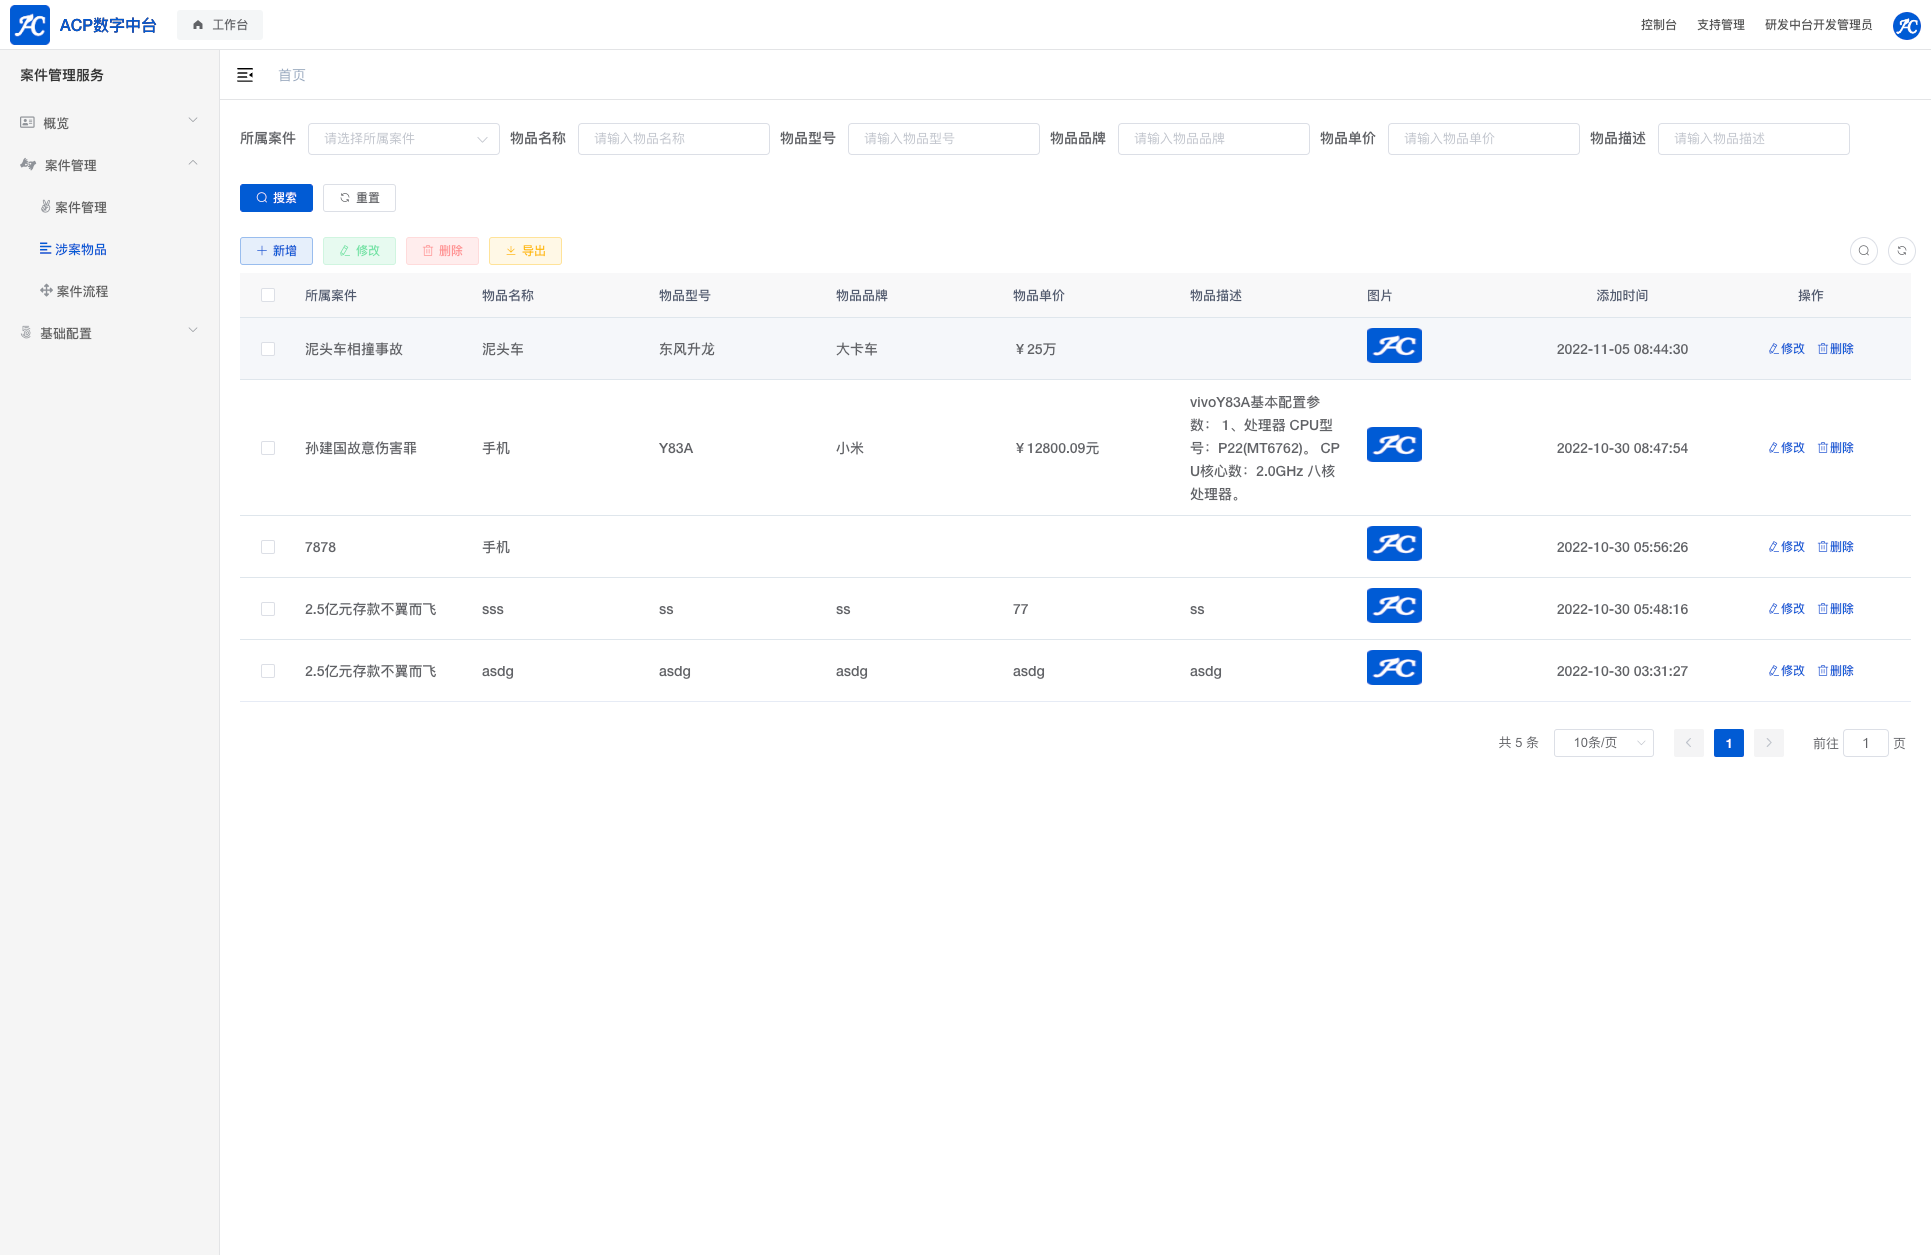 ACP数字中台
工作台
控制台 支持管理 研发中台开发管理员
案件管理服务
首页
概览
案件管理
案件管理
涉案物品
案件流程
基础配置
所属案件 请选择所属案件 物品名称 请输入物品名称 物品型号 请输入物品型号 物品品牌 请输入物品品牌 物品单价 请输入物品单价 物品描述 请输入物品描述
搜索 重置
新增 修改 删除 导出
所属案件 物品名称 物品型号 物品品牌 物品单价 物品描述 图片 添加时间 操作
泥头车相撞事故 泥头车 东风升龙 大卡车 ¥25万 2022-11-05 08:44:30 修改 删除
孙建国故意伤害罪 手机 Y83A 小米 ¥12800.09元
vivoY83A基本配置参
数： 1、处理器 CPU型
号：P22(MT6762)。 CP
U核心数：2.0GHz 八核
处理器。
2022-10-30 08:47:54 修改 删除
7878 手机 2022-10-30 05:56:26 修改 删除
2.5亿元存款不翼而飞 sss ss ss 77 ss 2022-10-30 05:48:16 修改 删除
2.5亿元存款不翼而飞 asdg asdg asdg asdg asdg 2022-10-30 03:31:27 修改 删除
共 5 条 10条/页 1 前往 1 页